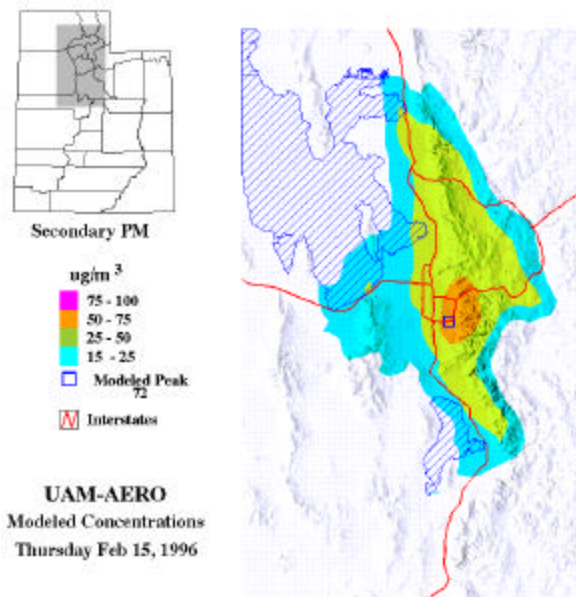 Secondary PM
ug/m 3
75 - 100
50 - 75
25 - 50
15 - 25
Modeled Peak
72
Interstates
UAM-AERO
Modeled Concentrations
Thursday Feb 15, 1996